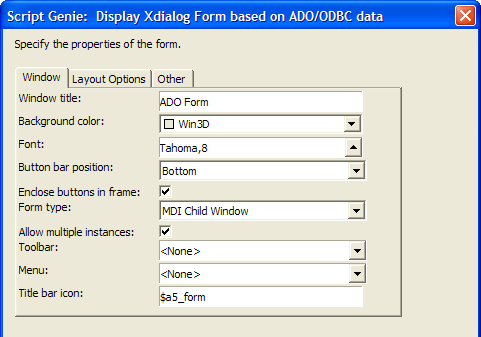 Script Genie:  Display Xdialog Form based on ADO/ODBC data
Specify the properties of the form.
Window Layout Options Other
Window title: ADO Form
Background color: Win3D
Font: Tahoma,8
Button bar position: Bottom
Enclose buttons in frame:
Form type: MDI Child Window
Allow multiple instances:
Toolbar: <None>
Menu: <None>
Title bar icon: $a5_form